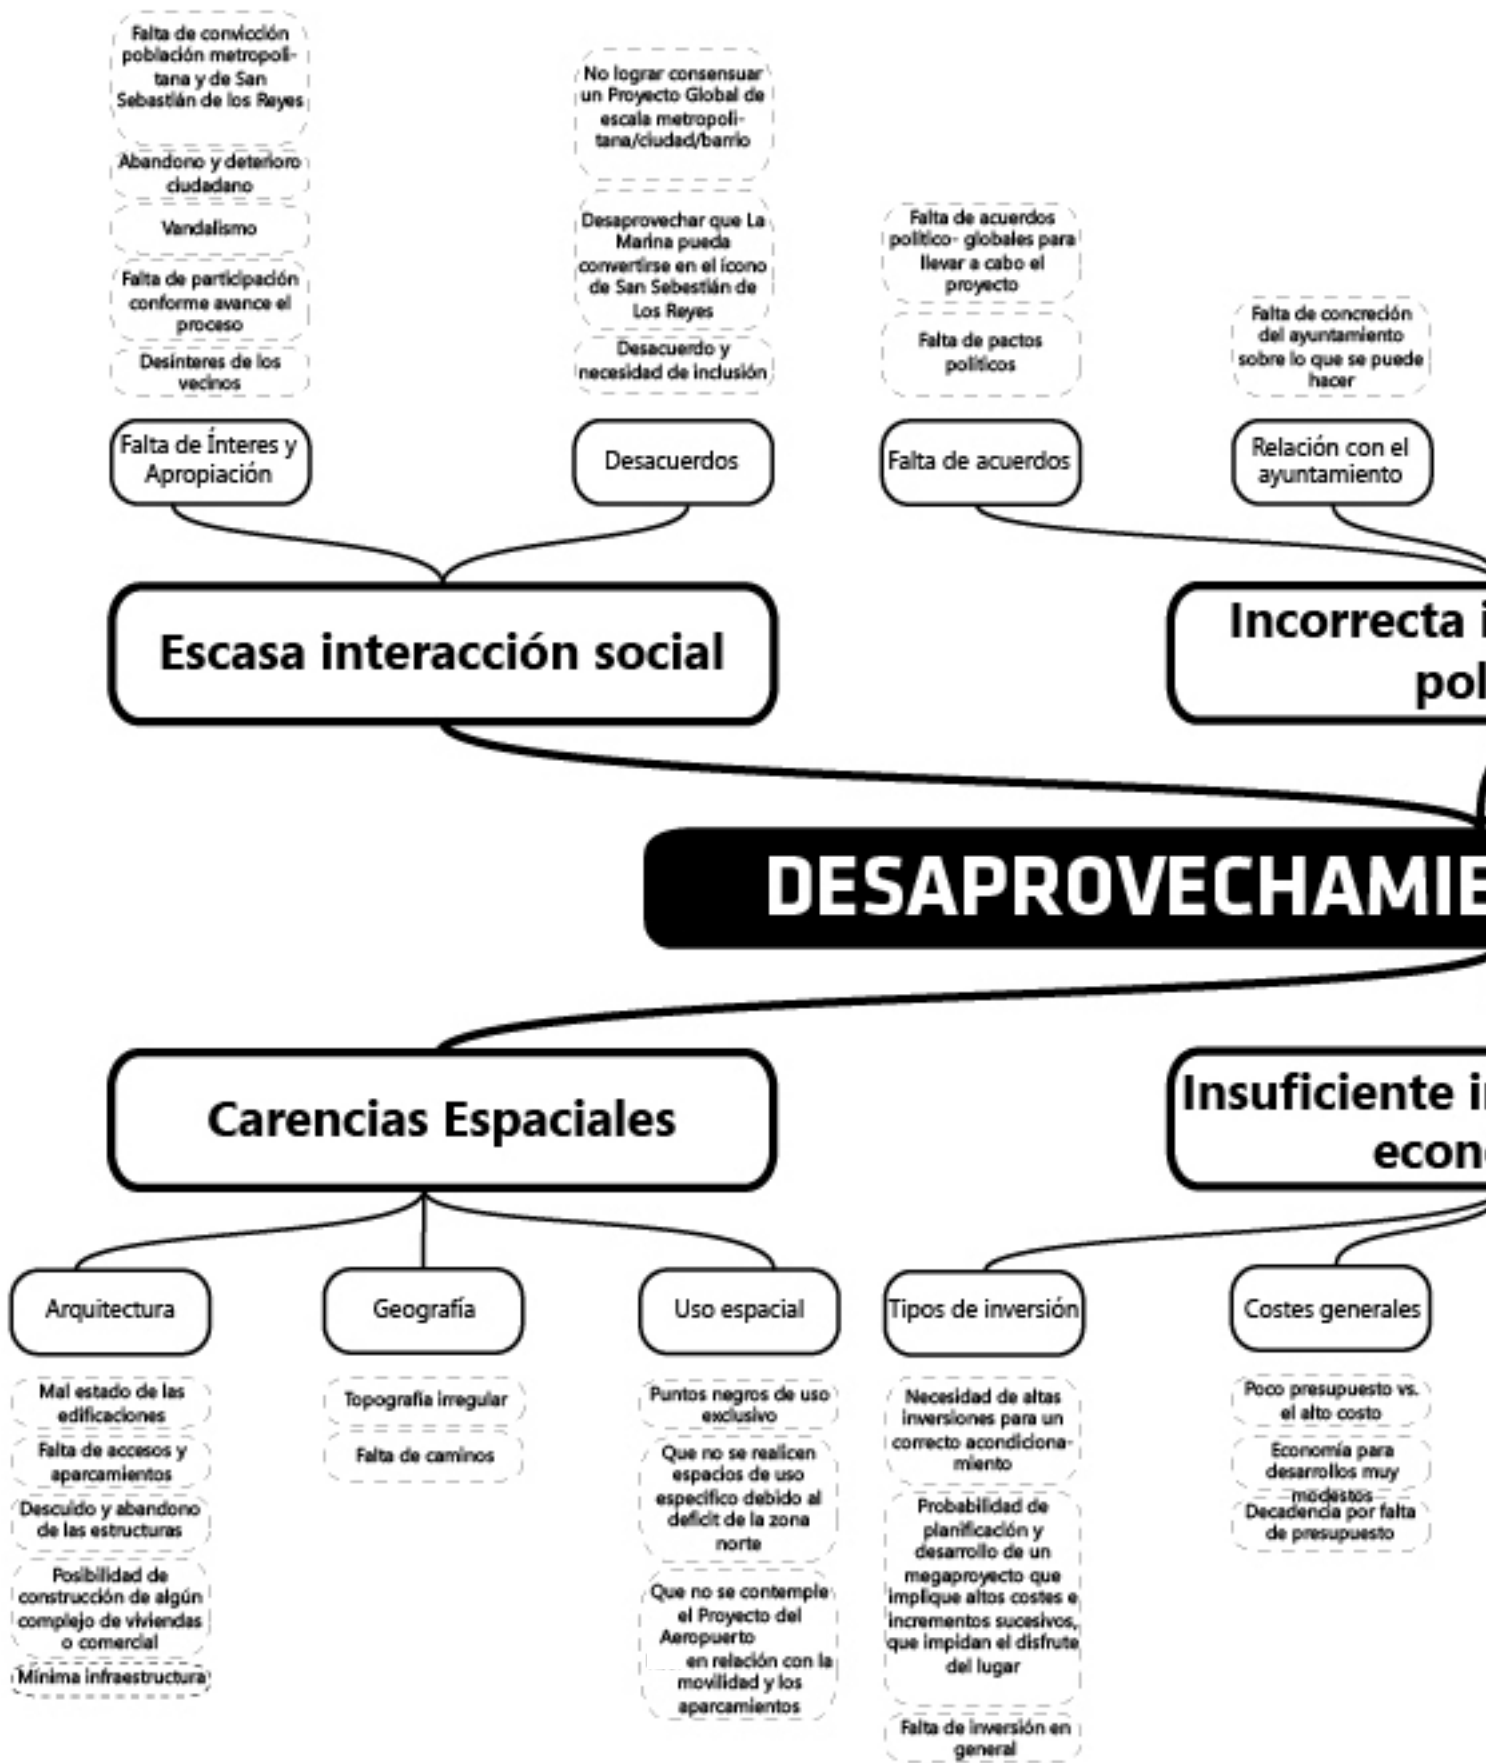 Falta de convicción
población metropoli-
tana y de San
Sebastián de los Reyes
Abandono y deterioro
ciudadano
Vandalismo
Falta de participación
conforme avance el
proceso
Desinteres de los
vecinos
Falta de Ínteres y
Apropiación
No lograr consensuar
un Proyecto Global de
escala metropoli-
tana/ciudad/barrio
Desaprovechar que La
Marina pueda
convertirse en el ícono
de San Sebestián de
Los Reyes
Desacuerdo y
necesidad de inclusión
Desacuerdos
Falta de acuerdos
político- globales para
llevar a cabo el
proyecto
Falta de pactos
políticos
Falta de acuerdos
Falta de concreción
del ayuntamiento
sobre lo que se puede
hacer
Relación con el
ayuntamiento
Escasa interacción social
Incorrecta i
pol
DESAPROVECHAMIE
Carencias Espaciales
Insuficiente i
econ
Arquitectura
Mal estado de las
edificaciones
Falta de accesos y
aparcamientos
Descuido y abandono
de las estructuras
Posibilidad de
construcción de algún
complejo de viviendas
o comercial
Mínima infraestructura
Geografía
Topografía irregular
Falta de caminos
Uso espacial
Puntos negros de uso
exclusivo
Que no se realicen
espacios de uso
específico debido al
deficit de la zona
norte
Que no se contemple
el Proyecto del
Aeropuerto
en relación con la
movilidad y los
aparcamientos
Tipos de inversión
Necesidad de altas
inversiones para un
correcto acondiciona-
miento
Probabilidad de
planificación y
desarrollo de un
megaproyecto que
implique altos costes e
incrementos sucesivos,
que impidan el disfrute
del lugar
Falta de inversión en
general
Costes generales
Poco presupuesto vs.
el alto costo
Economía para
desarrollos muy
modestos
Decadencia por falta
de presupuesto